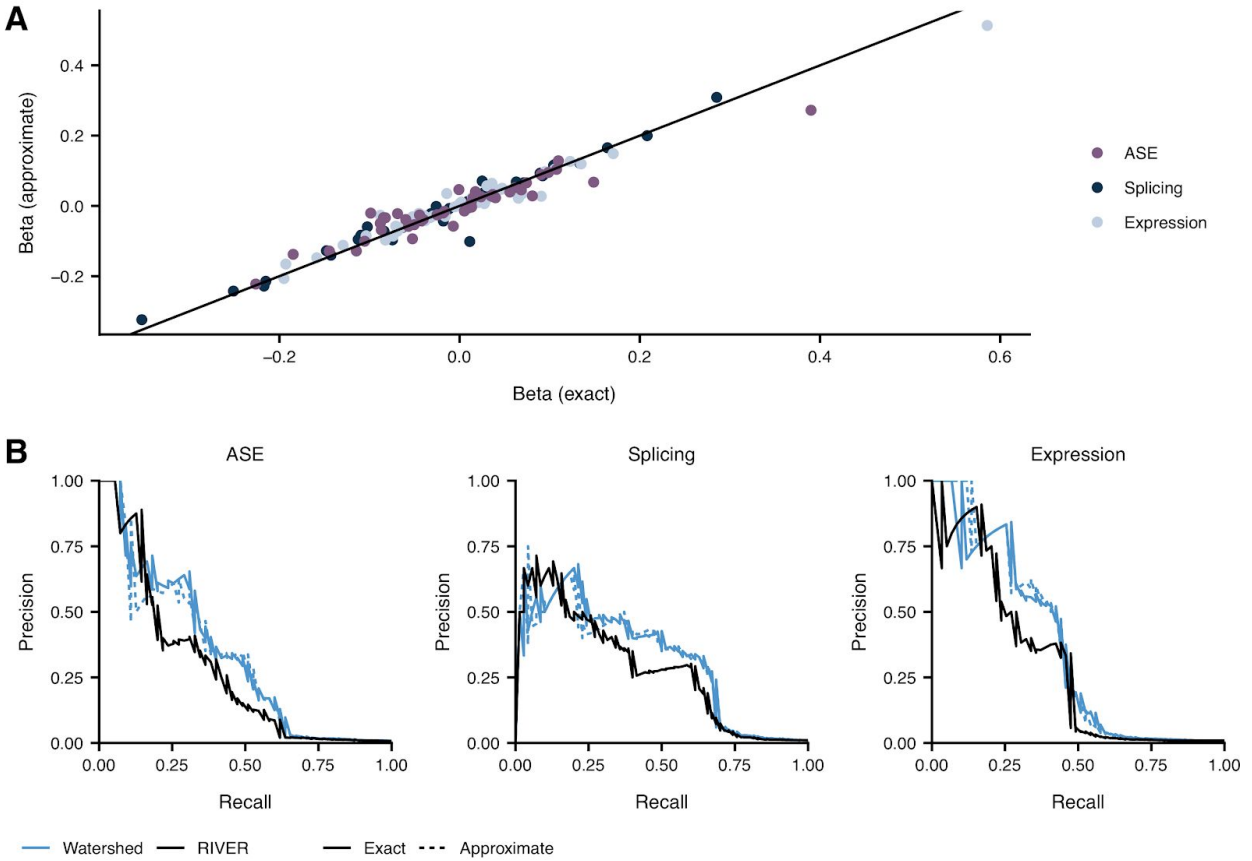 A
Beta (approximate)
0.4
0.2
0.0
−0.2
−0.2 0.0 0.2 0.4 0.6
Beta (exact)
ASE
Splicing
Expression
B
ASE
Precision
1.00
0.75
0.50
0.25
0.00
0.00 0.25 0.50 0.75 1.00
Recall
Splicing
Precision
1.00
0.75
0.50
0.25
0.00
0.00 0.25 0.50 0.75 1.00
Recall
Expression
Precision
1.00
0.75
0.50
0.25
0.00
0.00 0.25 0.50 0.75 1.00
Recall
Watershed RIVER Exact Approximate